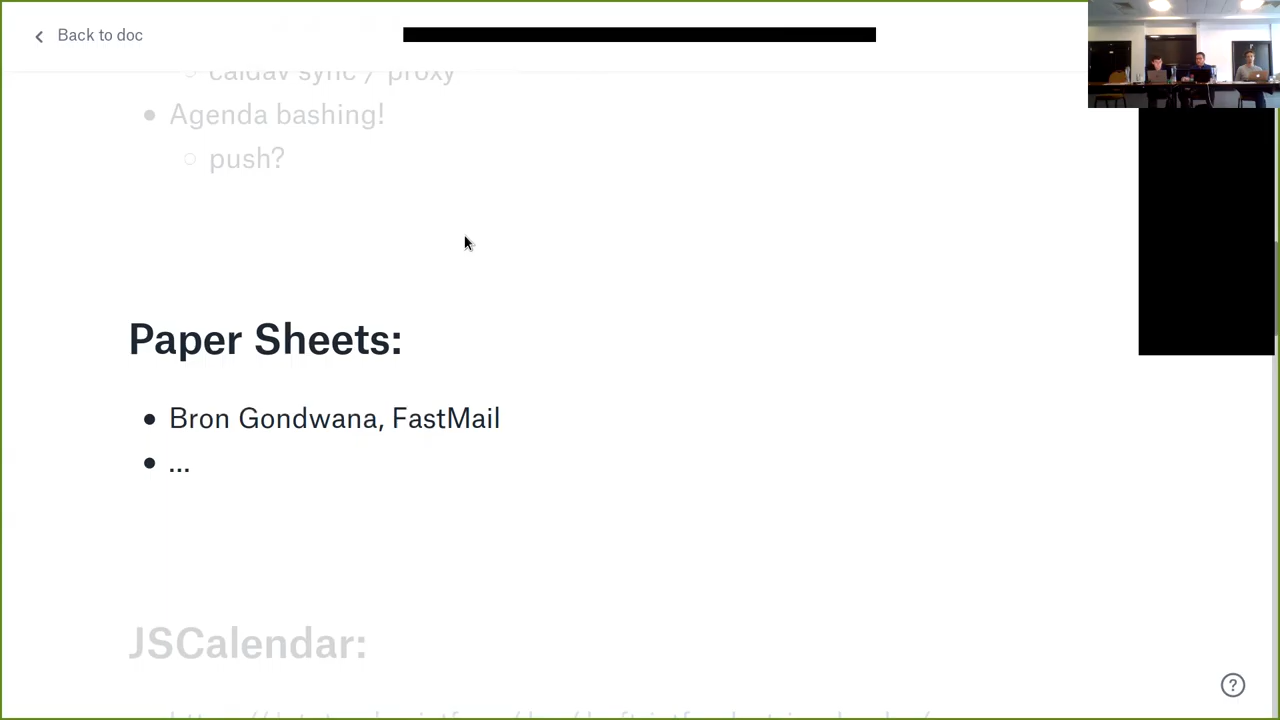 Back to doc
caldav sync / proxy
Agenda bashing!
push?
Paper Sheets:
Bron Gondwana, FastMail
...
JSCalendar:
?